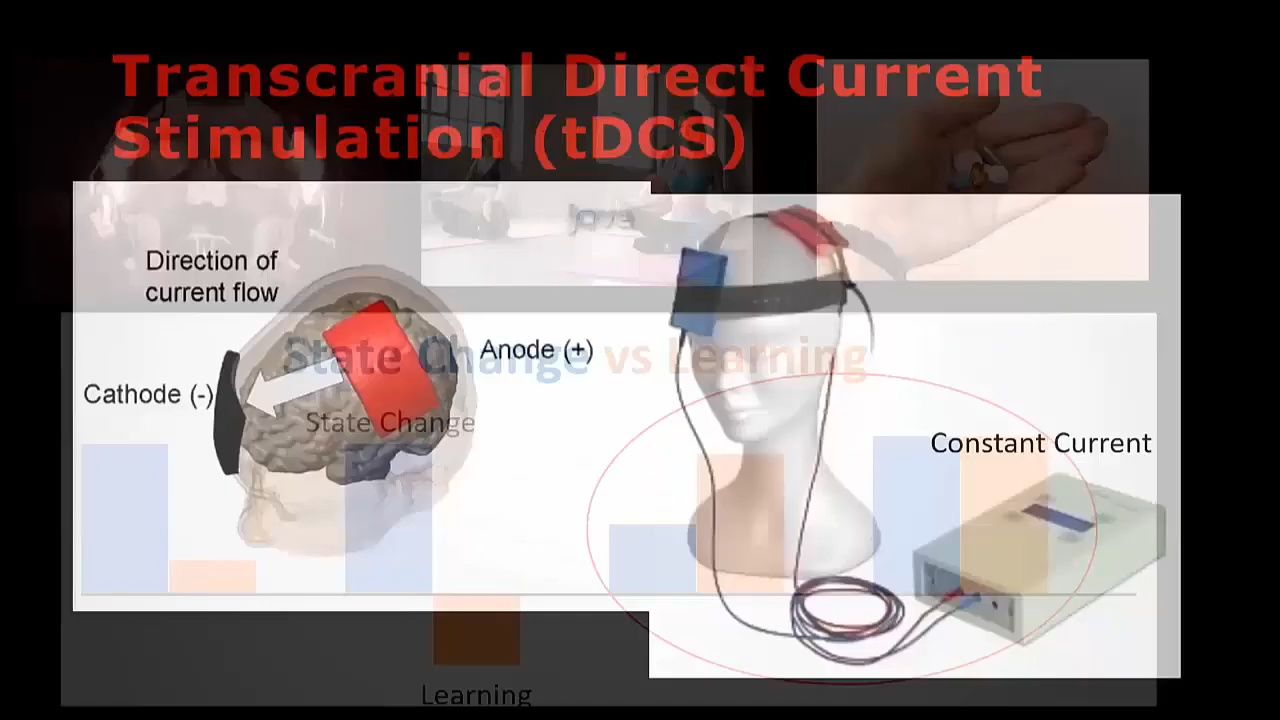 Transcranial Direct Current
Stimulation (tDCS)
Direction of
current flow
Anode (+)
State Change vs Learning
Cathode (-)
State Change
Constant Current
Learning